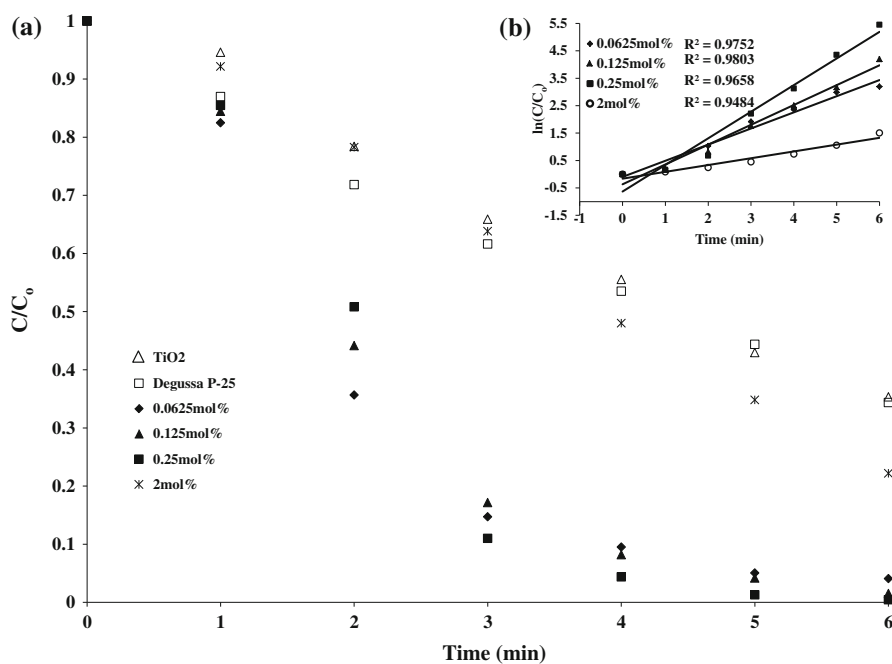 (a)
C/Co
1
0.9
0.8
0.7
0.6
0.5
0.4
0.3
0.2
0.1
0
TiO2
Degussa P-25
0.0625mol%
0.125mol%
0.25mol%
2mol%
0 1 2 3 4 5 6
Time (min)
(b)
ln(C/Co)
5.5
4.5
3.5
2.5
1.5
0.5
-0.5
-1.5
0.0625mol% R² = 0.9752
0.125mol% R² = 0.9803
0.25mol% R² = 0.9658
2mol% R² = 0.9484
-1 0 1 2 3 4 5 6
Time (min)